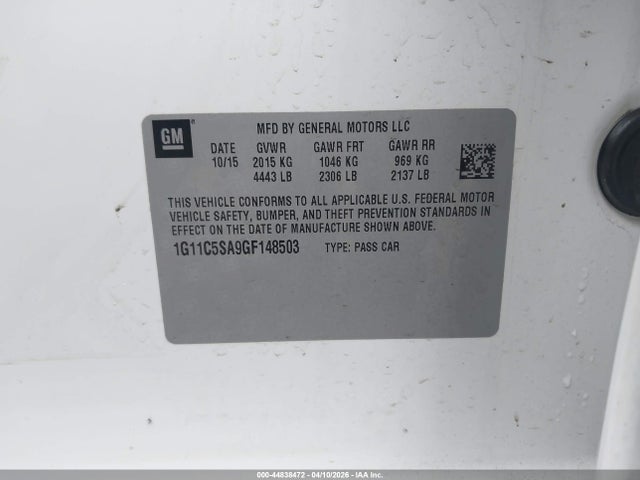 GM
MFD BY GENERAL MOTORS LLC
DATE GVWR GAWR FRT GAWR RR
10/15 2015 KG 1046 KG 969 KG
4443 LB 2306 LB 2137 LB
THIS VEHICLE CONFORMS TO ALL APPLICABLE U.S. FEDERAL MOTOR
VEHICLE SAFETY, BUMPER, AND THEFT PREVENTION STANDARDS IN
EFFECT ON THE DATE OF MANUFACTURE SHOWN ABOVE.
1G11C5SA9GF148503 TYPE: PASS CAR
000-44838472 - 04/10/2026 - IAA Inc.